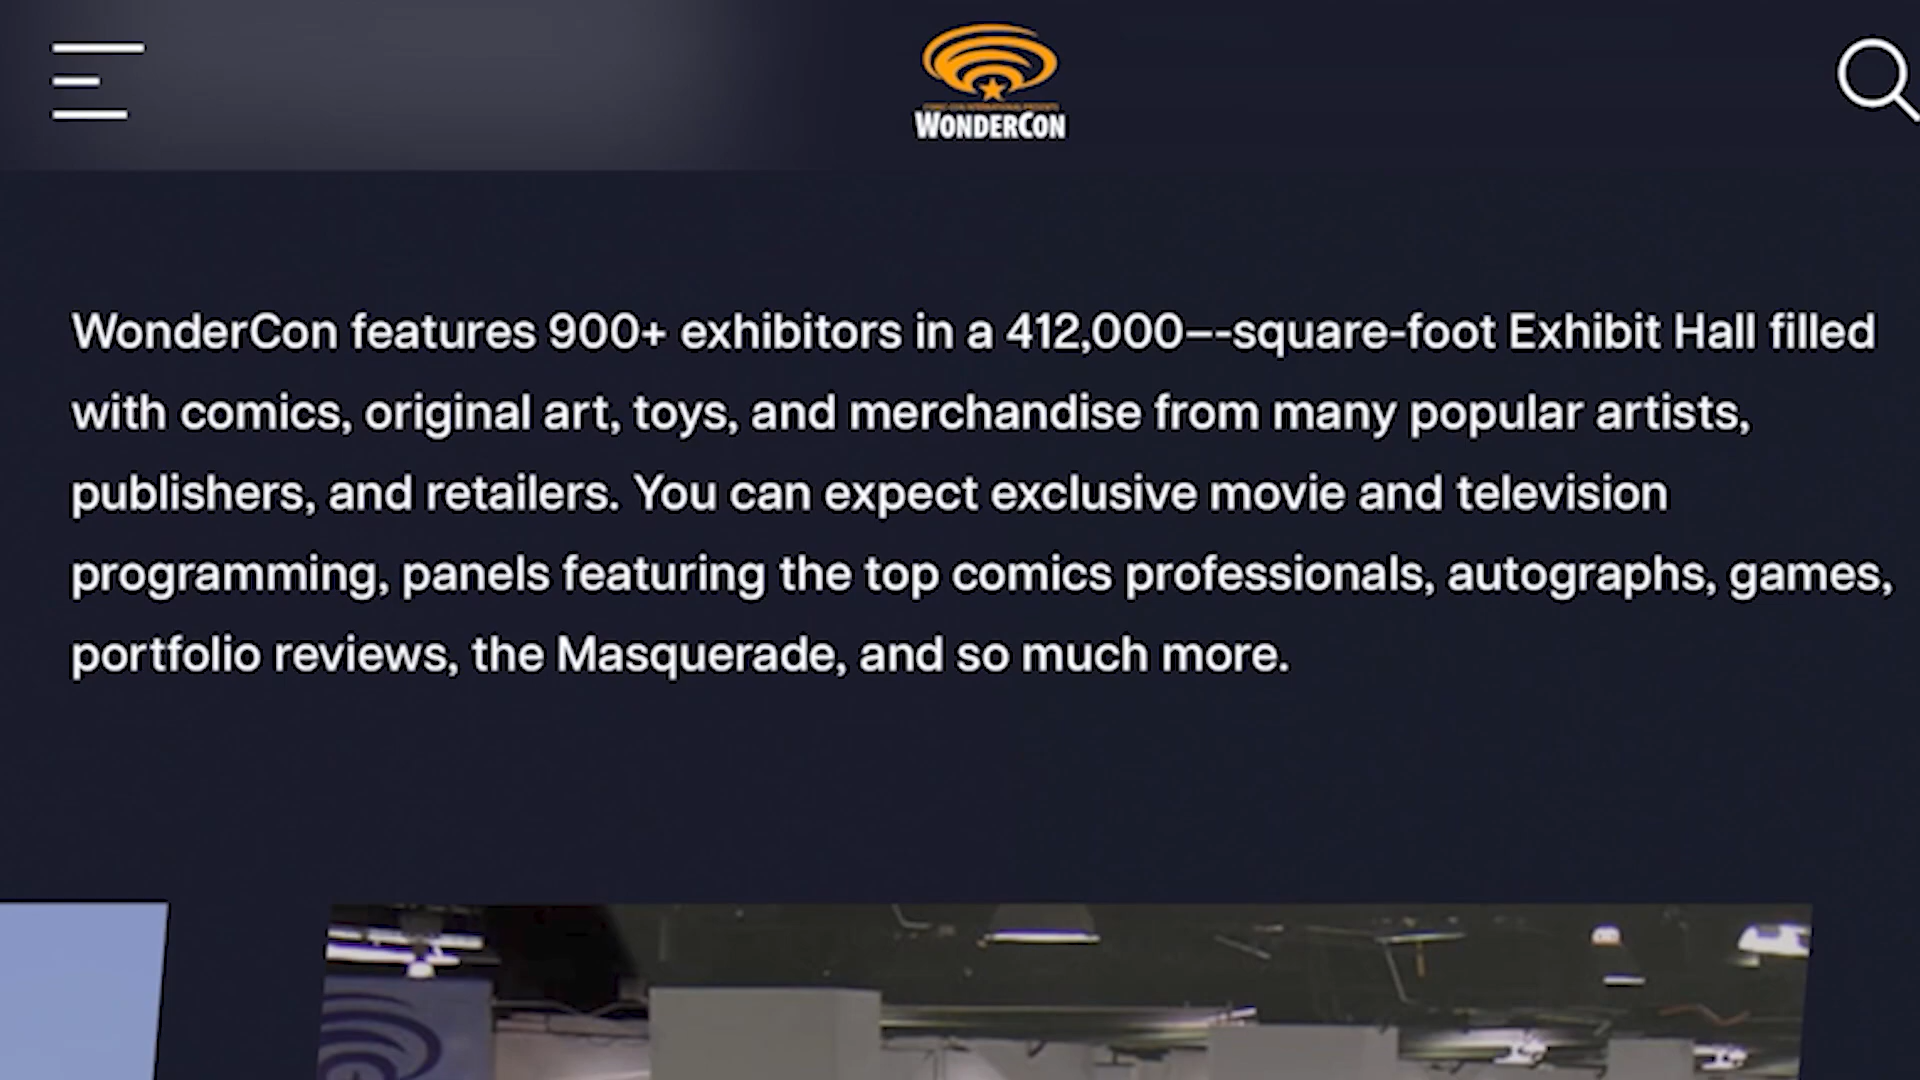 WONDERCON
WonderCon features 900+ exhibitors in a 412,000–-square-foot Exhibit Hall filled
with comics, original art, toys, and merchandise from many popular artists,
publishers, and retailers. You can expect exclusive movie and television
programming, panels featuring the top comics professionals, autographs, games,
portfolio reviews, the Masquerade, and so much more.